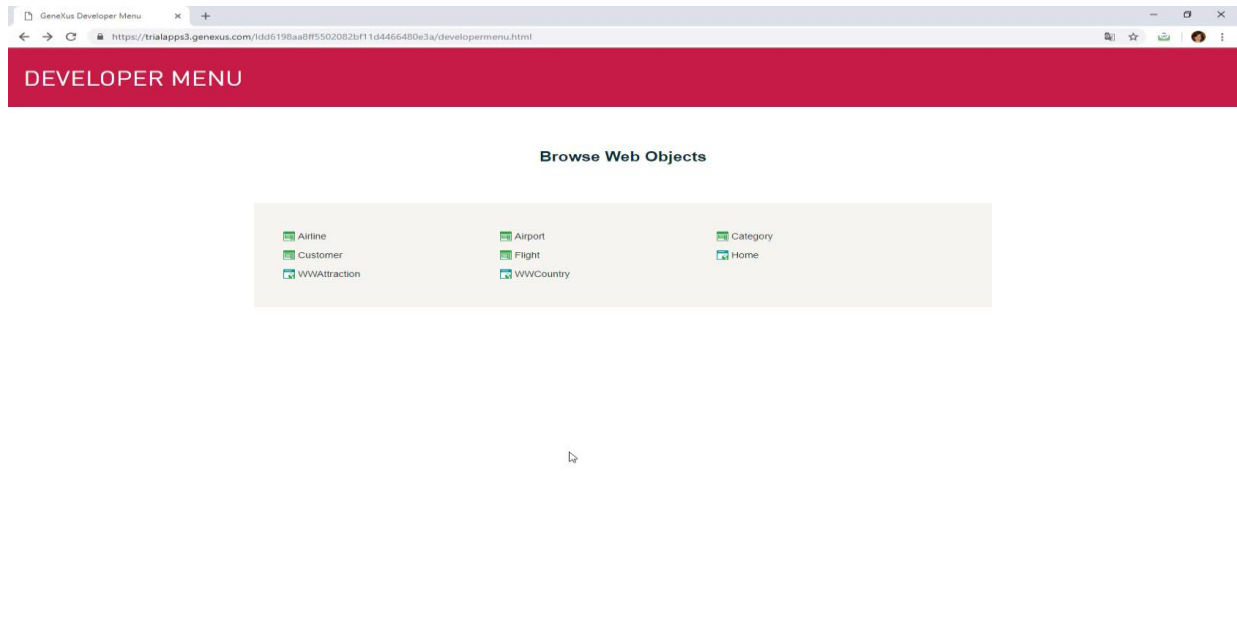 GeneXus Developer Menu
https://trialapps3.genexus.com/Idd6198aa8ff5502082bf11d4466480e3a/developermenu.html
DEVELOPER MENU
Browse Web Objects
Airline Airport Category
Customer Flight Home
WWAttraction WWCountry